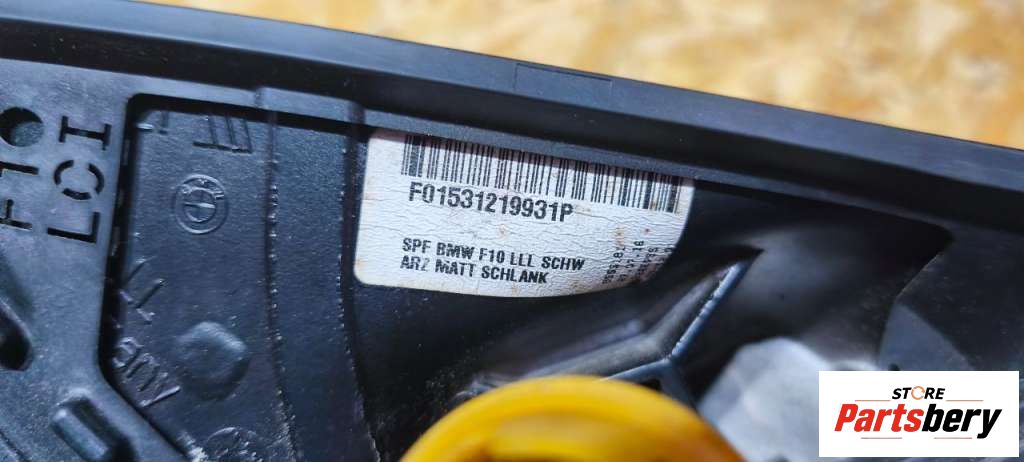 F10
LCI
F01531219931P
SPF BMW F10 LLL SCHW
ARZ MATT SCHLANK
STORE
Partsbery